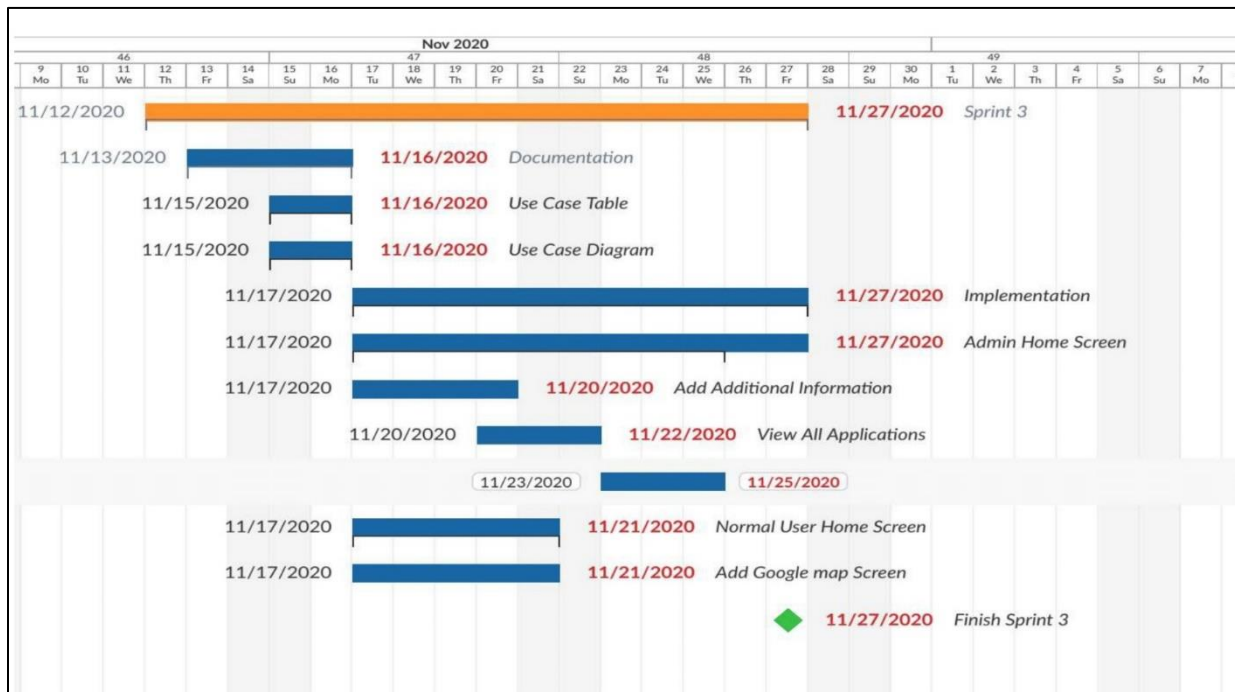 Nov 2020
46 47 48 49
9 10 11 12 13 14 15 16 17 18 19 20 21 22 23 24 25 26 27 28 29 30 1 2 3 4 5 6 7
Mo Tu We Th Fr Sa Su Mo Tu We Th Fr Sa Su Mo Tu We Th Fr Sa Su Mo Tu We Th Fr Sa Su Mo
11/12/2020 11/27/2020 Sprint 3
11/13/2020 11/16/2020 Documentation
11/15/2020 11/16/2020 Use Case Table
11/15/2020 11/16/2020 Use Case Diagram
11/17/2020 11/27/2020 Implementation
11/17/2020 11/27/2020 Admin Home Screen
11/17/2020 11/20/2020 Add Additional Information
11/20/2020 11/22/2020 View All Applications
11/23/2020 11/25/2020
11/17/2020 11/21/2020 Normal User Home Screen
11/17/2020 11/21/2020 Add Google map Screen
11/27/2020 Finish Sprint 3